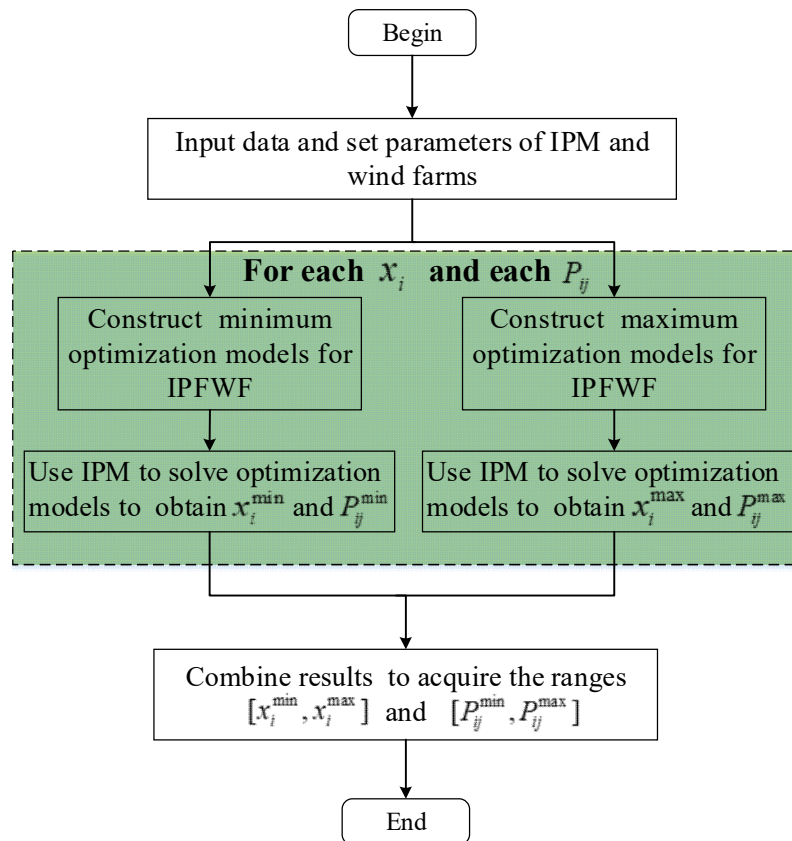 Begin
Input data and set parameters of IPM and
wind farms
For each x_i and each P_ij
Construct minimum
optimization models for
IPFWF
Construct maximum
optimization models for
IPFWF
Use IPM to solve optimization
models to obtain x_i^min and P_ij^min
Use IPM to solve optimization
models to obtain x_i^max and P_ij^max
Combine results to acquire the ranges
[x_i^min, x_i^max] and [P_ij^min, P_ij^max]
End